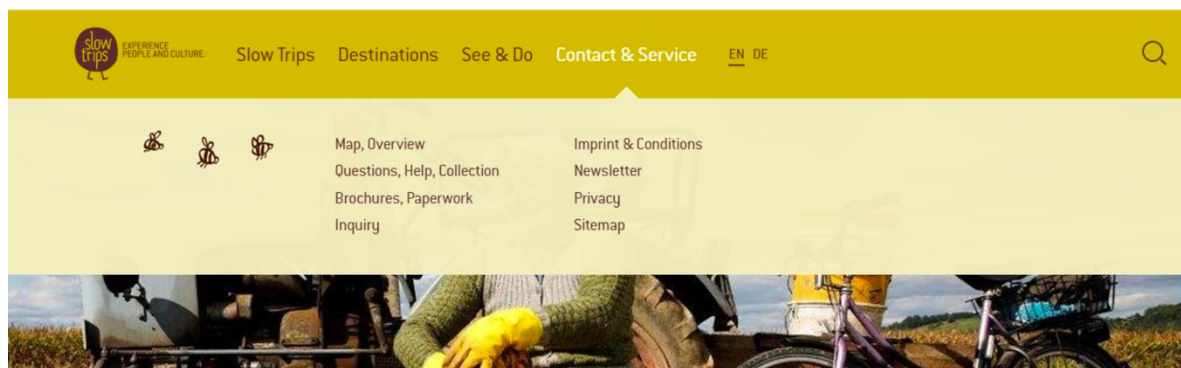 slow
trips
EXPERIENCE
PEOPLE AND CULTURE.
Slow Trips
Destinations
See & Do
Contact & Service
EN DE
Map, Overview
Questions, Help, Collection
Brochures, Paperwork
Inquiry
Imprint & Conditions
Newsletter
Privacy
Sitemap